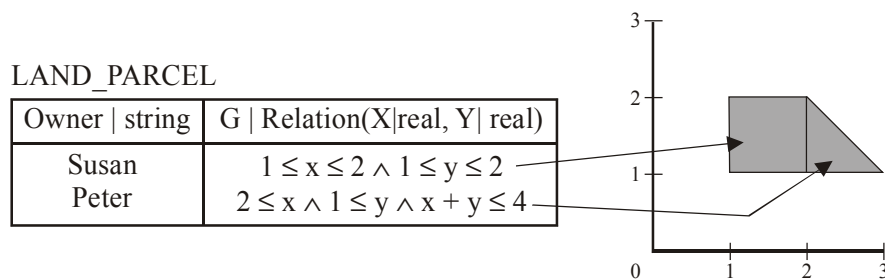 LAND_PARCEL
Owner | string G | Relation(X|real, Y| real)
Susan 1 ≤ x ≤ 2 ∧ 1 ≤ y ≤ 2
Peter 2 ≤ x ∧ 1 ≤ y ∧ x + y ≤ 4
3
2
1
0 1 2 3